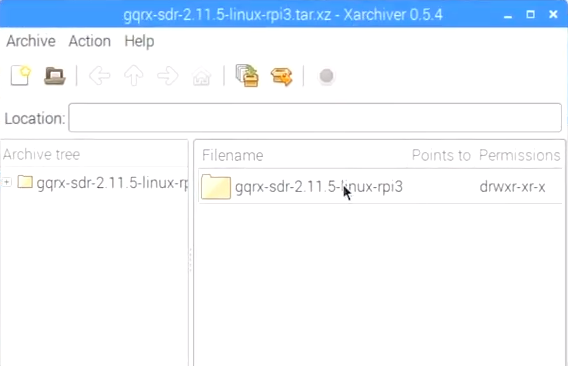 gqrx-sdr-2.11.5-linux-rpi3.tar.xz - Xarchiver 0.5.4
Archive Action Help
Location:
Archive tree Filename Points to Permissions
gqrx-sdr-2.11.5-linux-rp gqrx-sdr-2.11.5-linux-rpi3 drwxr-xr-x